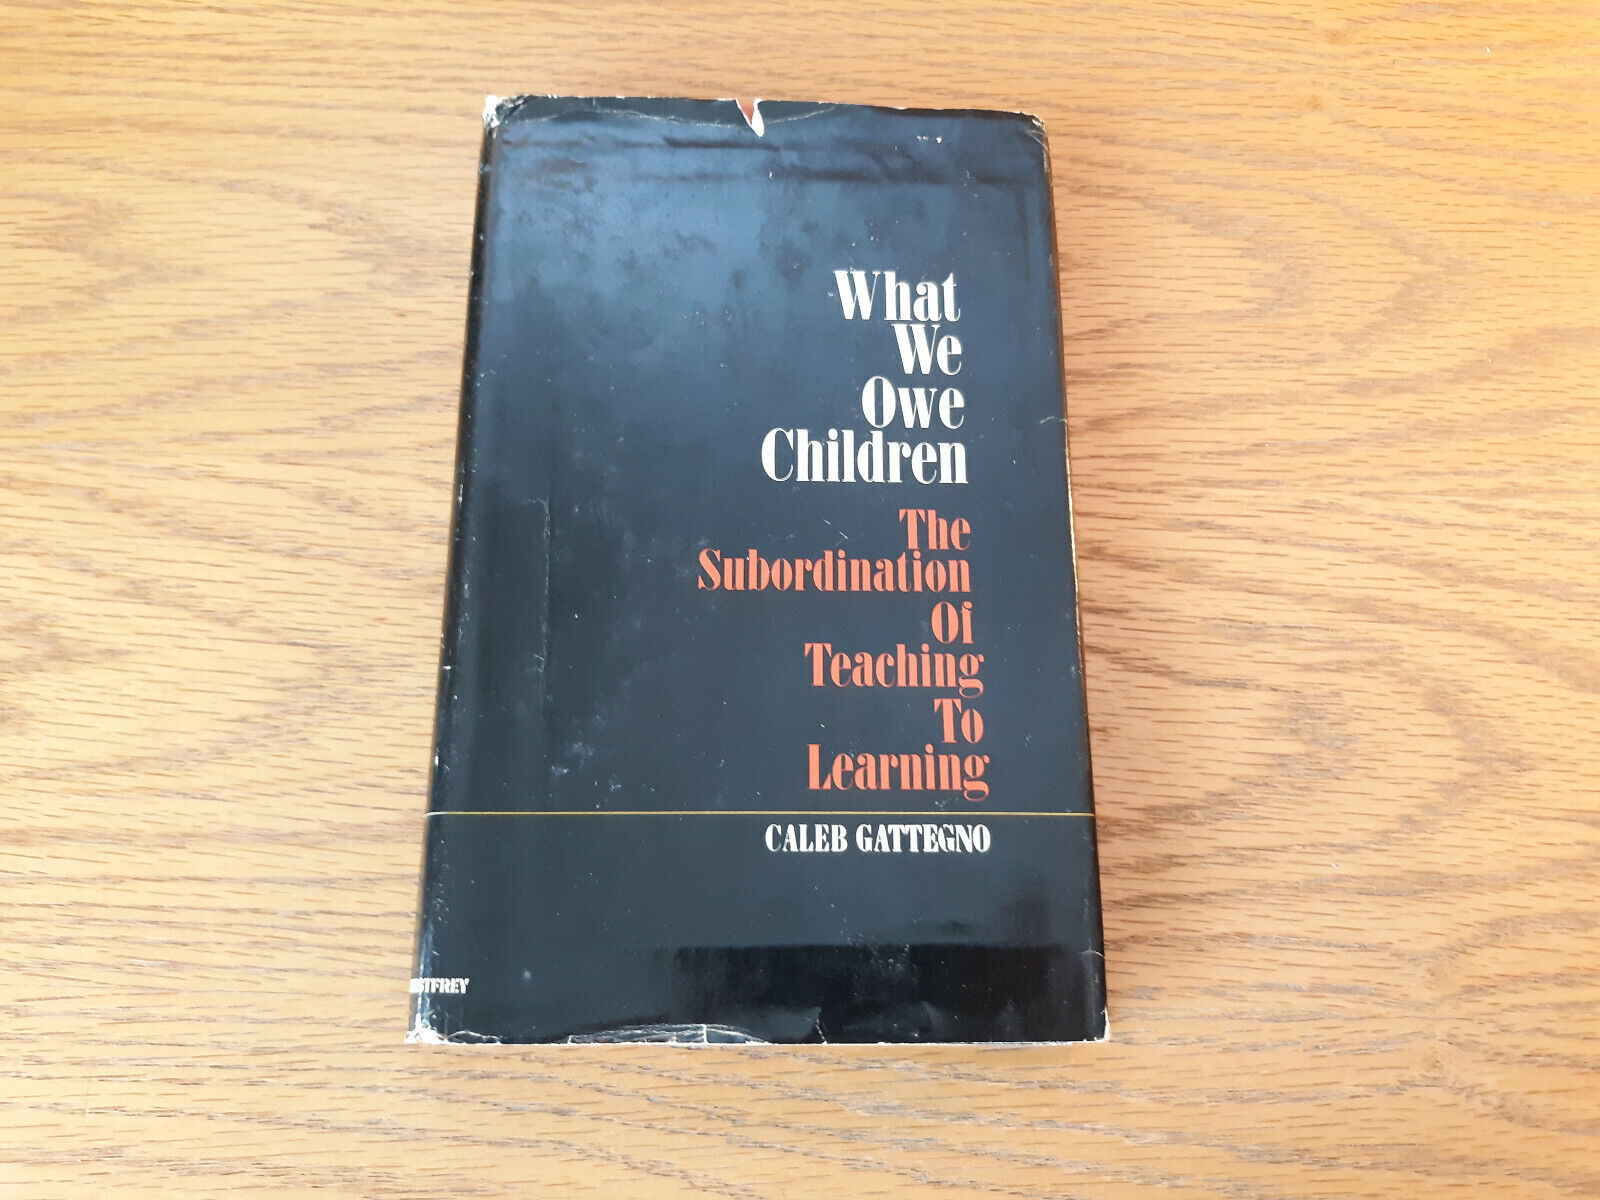 What
We
Owe
Children
The
Subordination
Of
Teaching
To
Learning
CALEB GATTEGNO